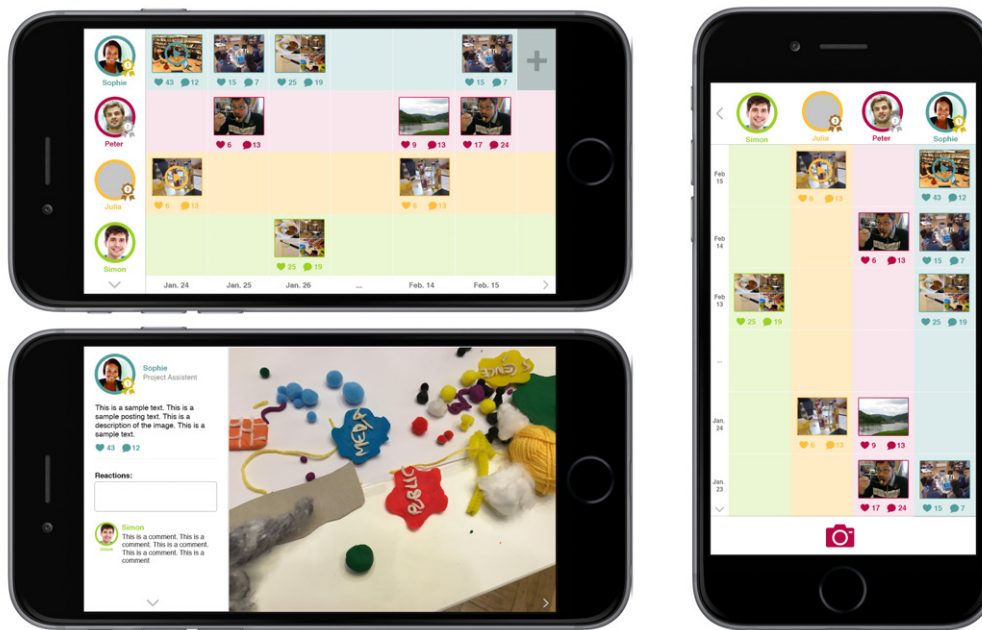 Sophie
43 12
15 7
25 19
15 7
+
Peter
6 13
9 13
17 24
Julia
6 13
6 13
Simon
25 19
Jan. 24 Jan. 25 Jan. 26 ... Feb. 14 Feb. 15
Sophie
Project Assistant
This is a sample text. This is a
sample posting text. This is a
description of the image. This is a
sample text.
43 12
Reactions:
Simon
This is a comment. This is a
comment. This is a comment.
This is a comment. This is a
comment
MEDIA
PUBLIC
Simon Julia Peter Sophie
Feb
15
6 13
43 12
Feb
14
6 13
15 7
Feb
13
25 19
25 19
...
Jan.
24
6 13
9 13
Jan.
23
17 24
15 7